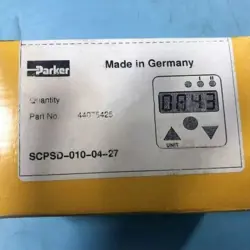 Parker
Made in Germany
Quantity
Part No.
0843
UNIT
SCPSD-010-04-27